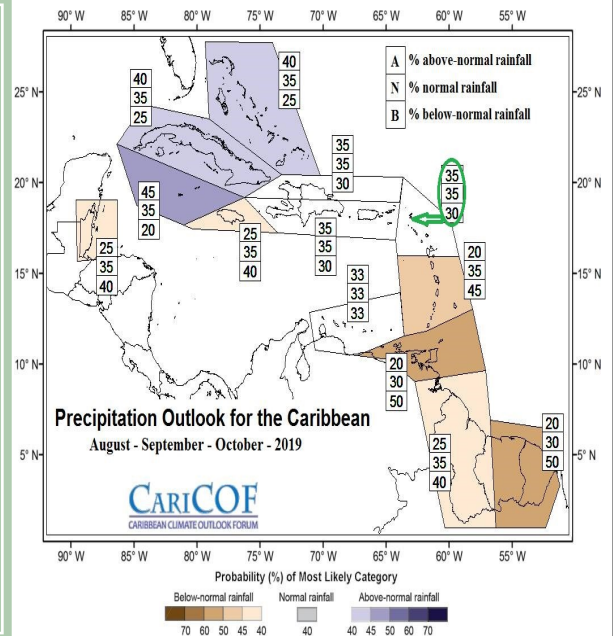 90° W 85° W 80° W 75° W 70° W 65° W 60° W 55° W
A % above-normal rainfall
N % normal rainfall
B % below-normal rainfall
40
35
25
40
35
25
25° N
25° N
35
35
30
35
35
30
20° N
20° N
45
35
20
25
35
40
35
35
30
25
35
40
20
35
45
15° N
15° N
33
33
33
20
30
50
10° N
10° N
Precipitation Outlook for the Caribbean
August - September - October - 2019
25
35
40
20
30
50
5° N
5° N
CARICOF
CARIBBEAN CLIMATE OUTLOOK FORUM
90° W 85° W 80° W 75° W 70° W 65° W 60° W 55° W
Probability (%) of Most Likely Category
Below-normal rainfall Normal rainfall Above-normal rainfall
70 60 50 45 40 40 40 45 50 60 70